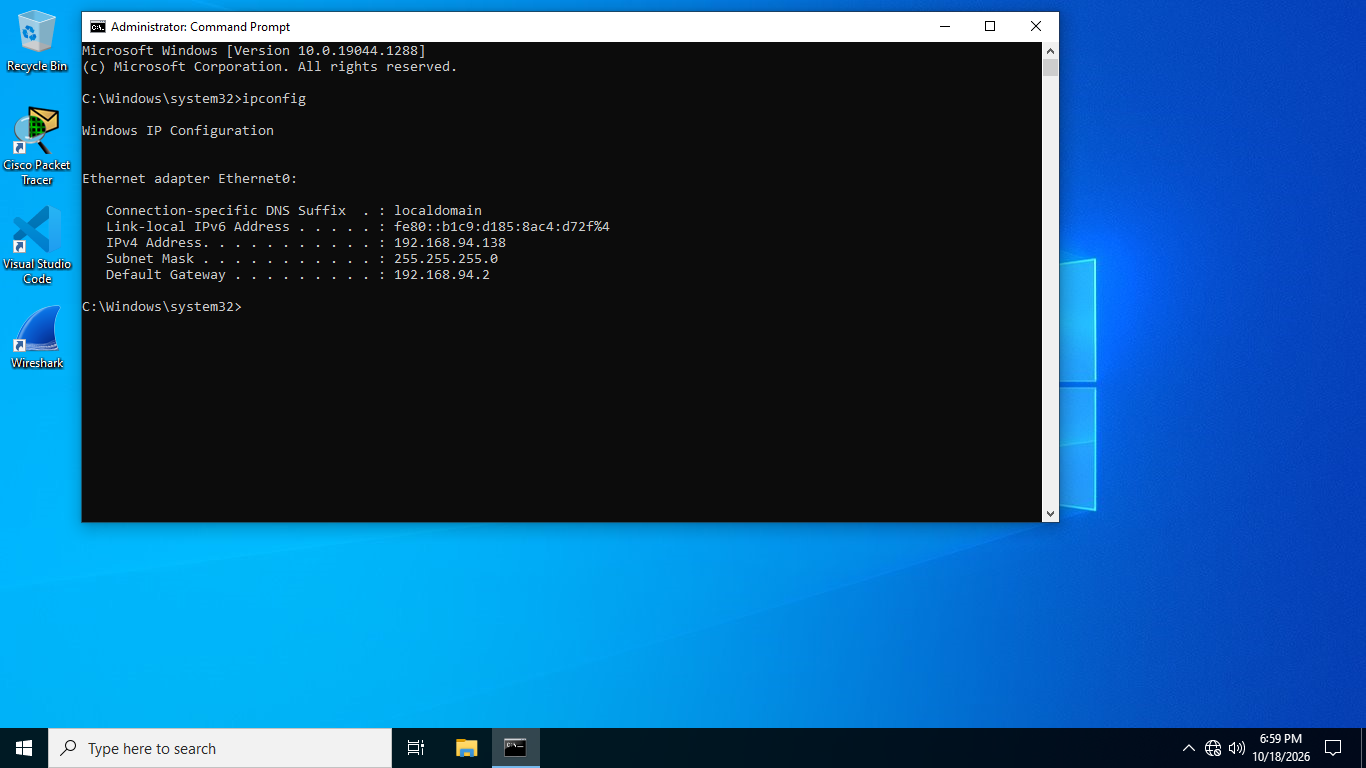 Recycle Bin
Cisco Packet
Tracer
Visual Studio
Code
Wireshark
Administrator: Command Prompt
Microsoft Windows [Version 10.0.19044.1288]
(c) Microsoft Corporation. All rights reserved.
C:\Windows\system32>ipconfig
Windows IP Configuration
Ethernet adapter Ethernet0:
Connection-specific DNS Suffix  . : localdomain
Link-local IPv6 Address . . . . . : fe80::b1c9:d185:8ac4:d72f%4
IPv4 Address. . . . . . . . . . . : 192.168.94.138
Subnet Mask . . . . . . . . . . . : 255.255.255.0
Default Gateway . . . . . . . . . : 192.168.94.2
C:\Windows\system32>
Type here to search
6:59 PM
10/18/2026